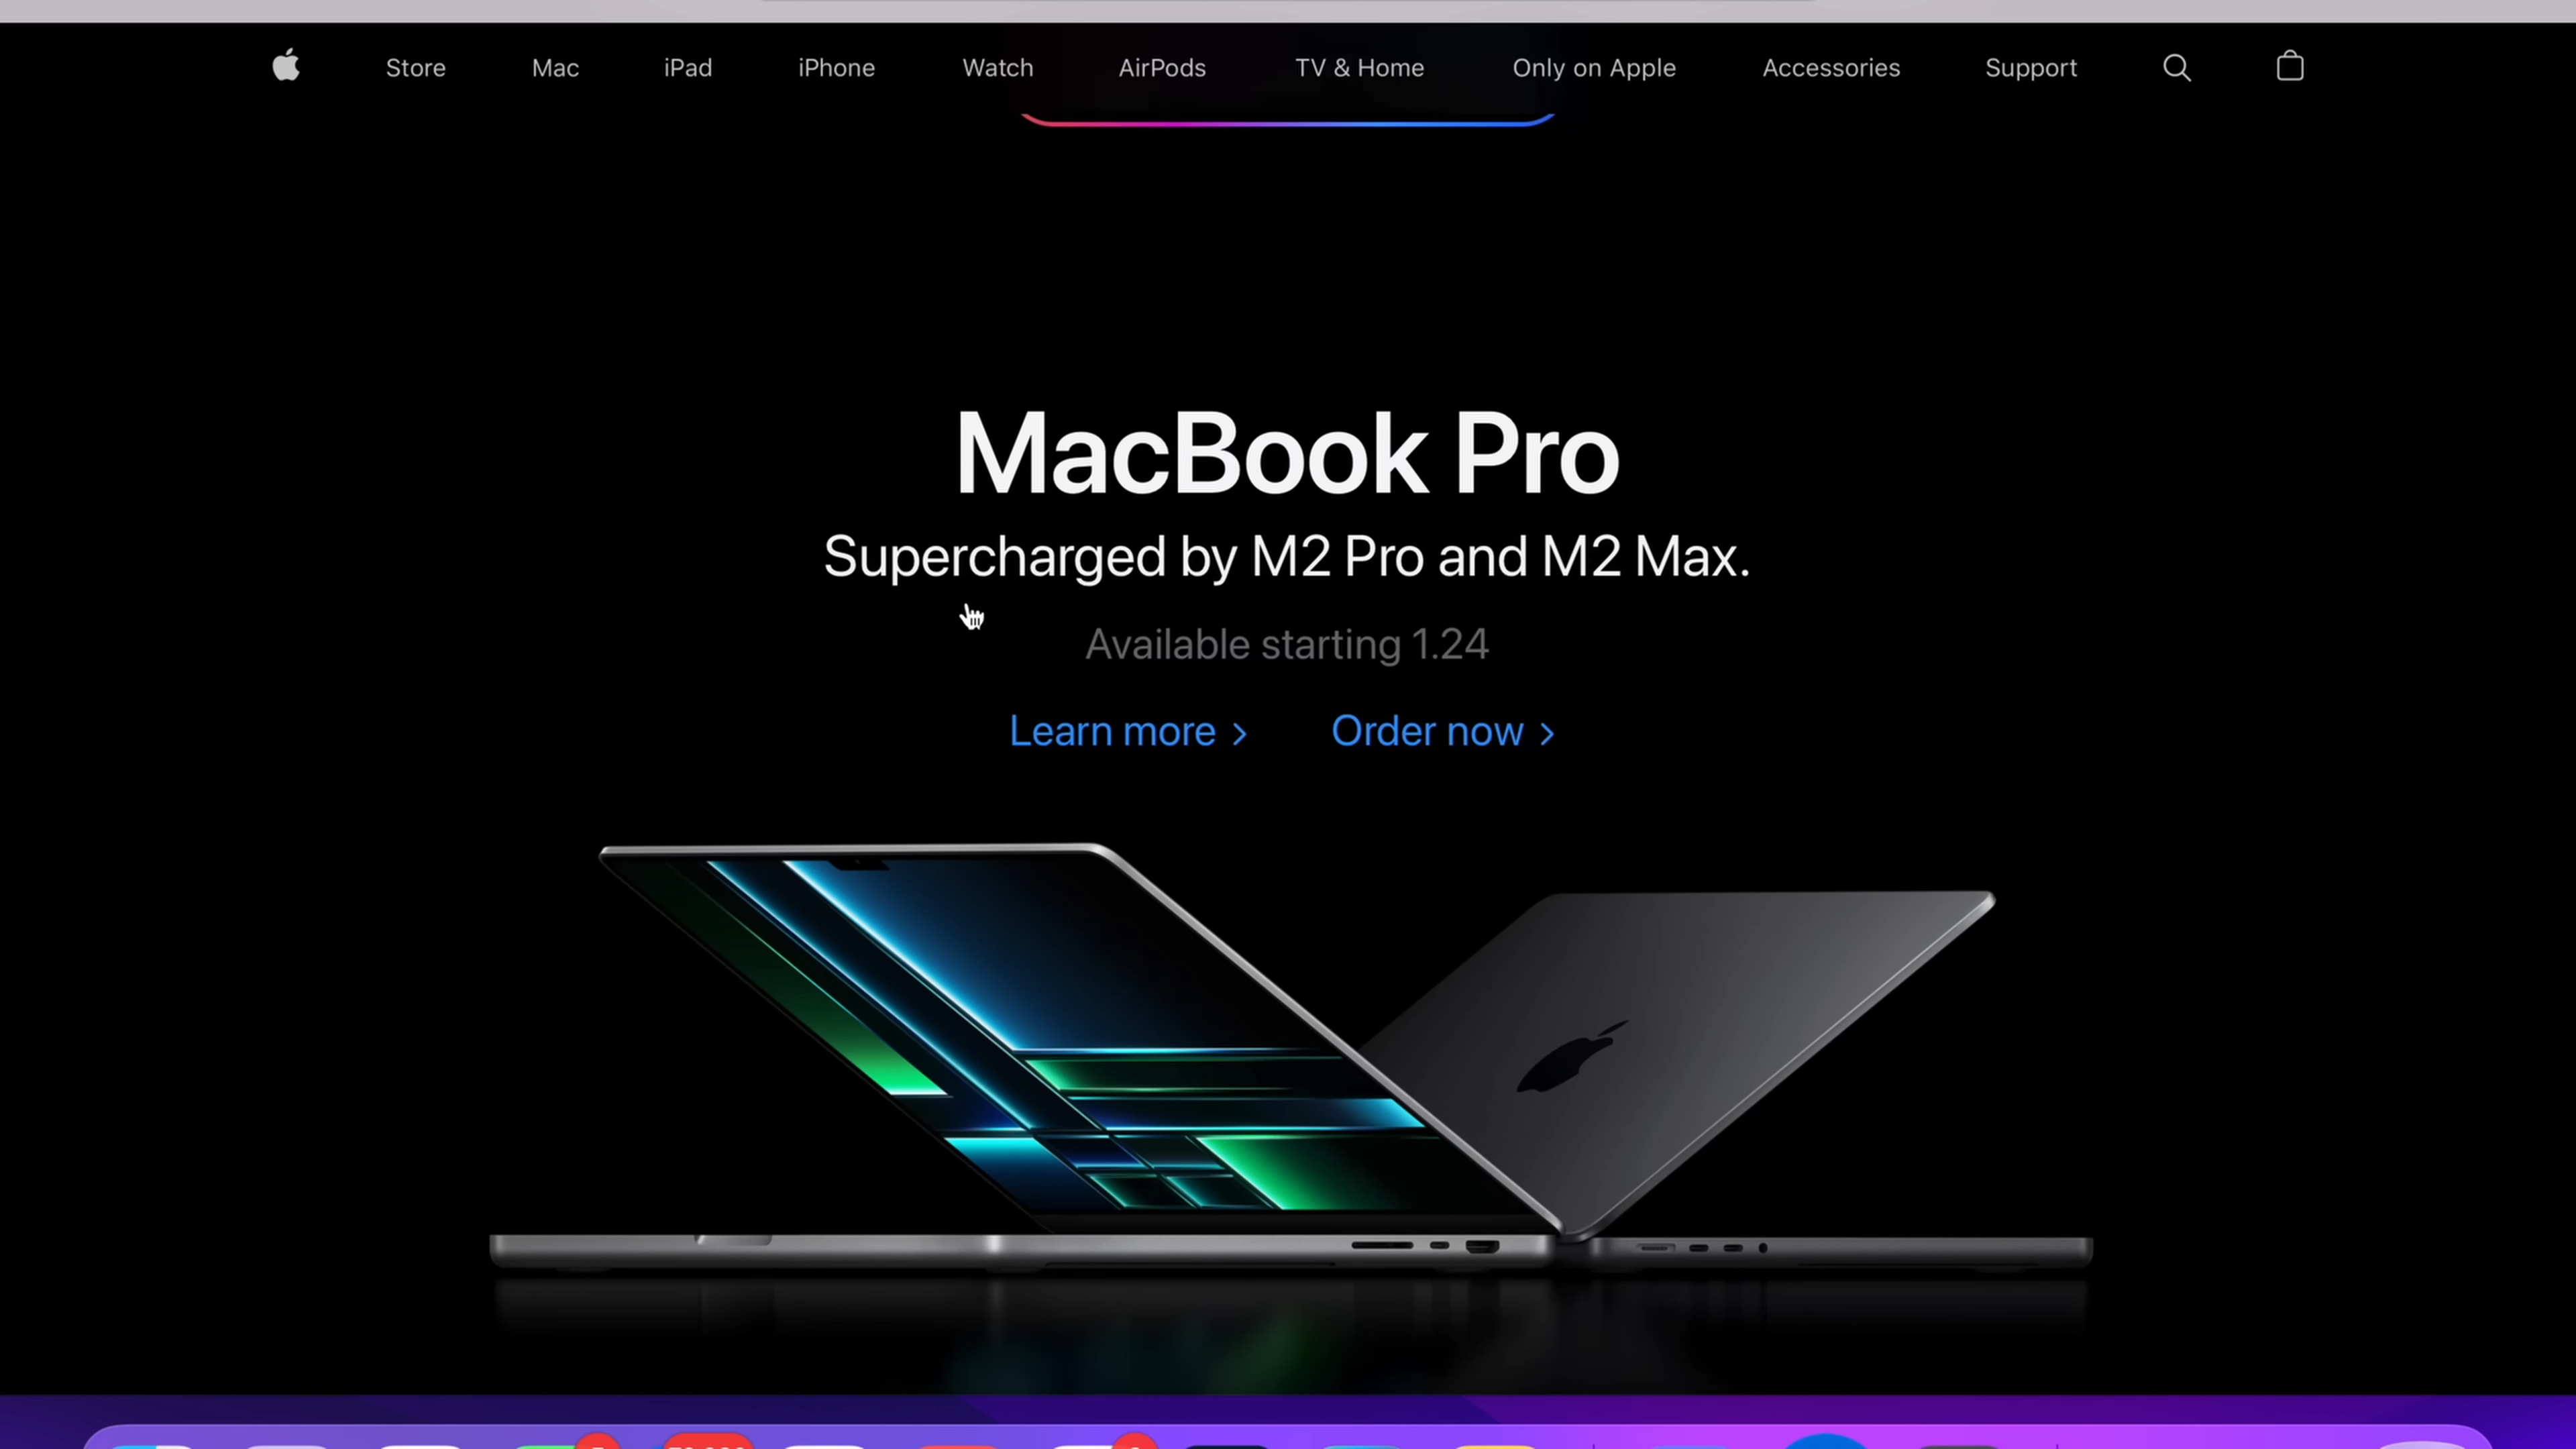 Store Mac iPad iPhone Watch AirPods TV & Home Only on Apple Accessories Support
MacBook Pro
Supercharged by M2 Pro and M2 Max.
Available starting 1.24
Learn more > Order now >